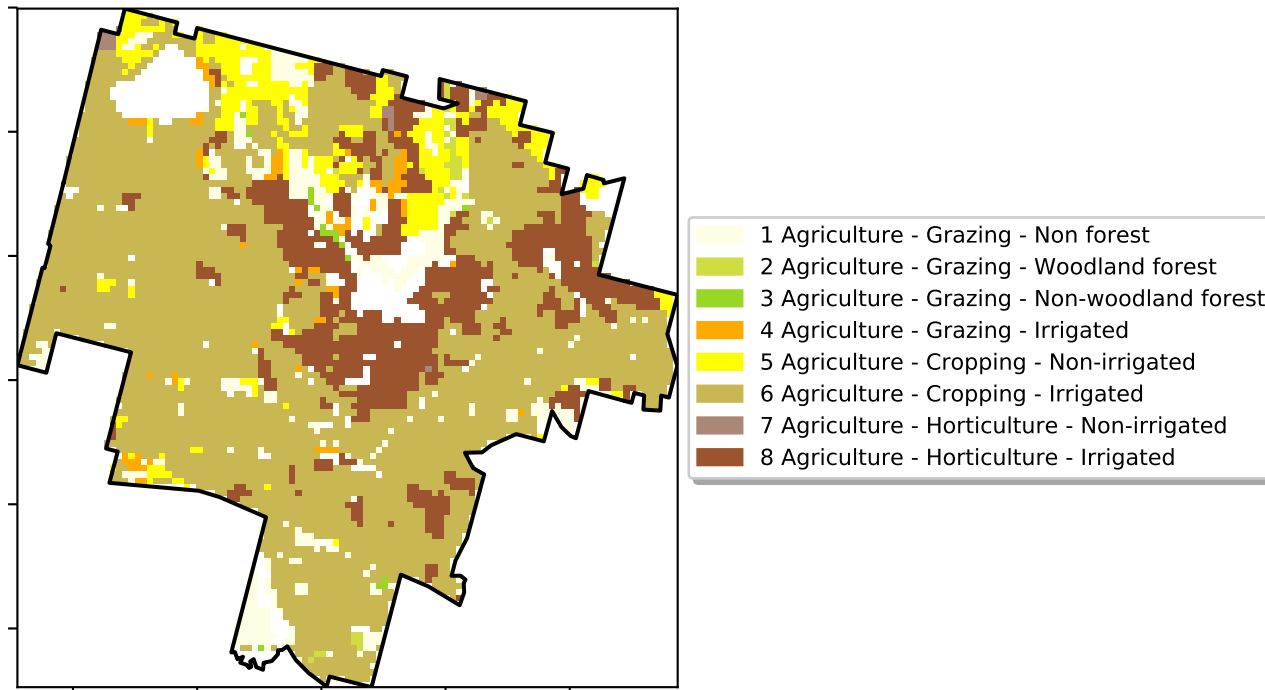 1 Agriculture - Grazing - Non forest
2 Agriculture - Grazing - Woodland forest
3 Agriculture - Grazing - Non-woodland forest
4 Agriculture - Grazing - Irrigated
5 Agriculture - Cropping - Non-irrigated
6 Agriculture - Cropping - Irrigated
7 Agriculture - Horticulture - Non-irrigated
8 Agriculture - Horticulture - Irrigated